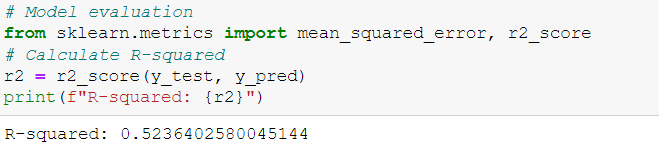 # Model evaluation
from sklearn.metrics import mean_squared_error, r2_score
# Calculate R-squared
r2 = r2_score(y_test, y_pred)
print(f"R-squared: {r2}")
R-squared: 0.5236402580045144